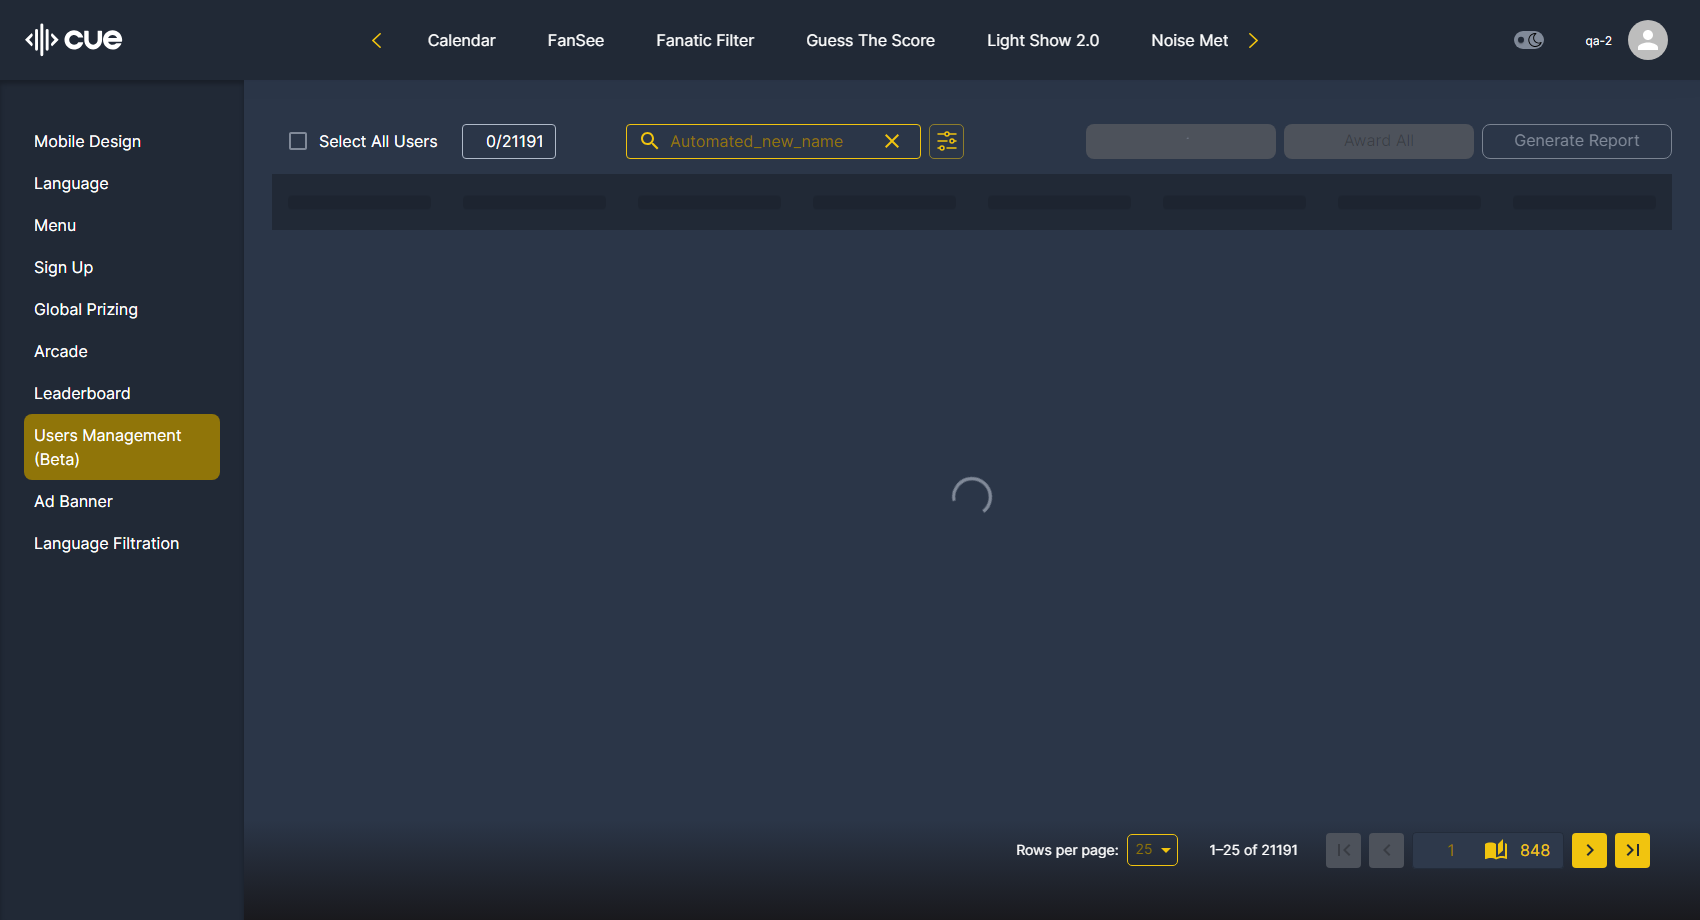 cue
Calendar
FanSee
Fanatic Filter
Guess The Score
Light Show 2.0
Noise Met
qa-2
Mobile Design
Language
Menu
Sign Up
Global Prizing
Arcade
Leaderboard
Users Management
(Beta)
Ad Banner
Language Filtration
Select All Users
0/21191
Automated_new_name
Award All
Generate Report
Rows per page:
25
1–25 of 21191
1
848